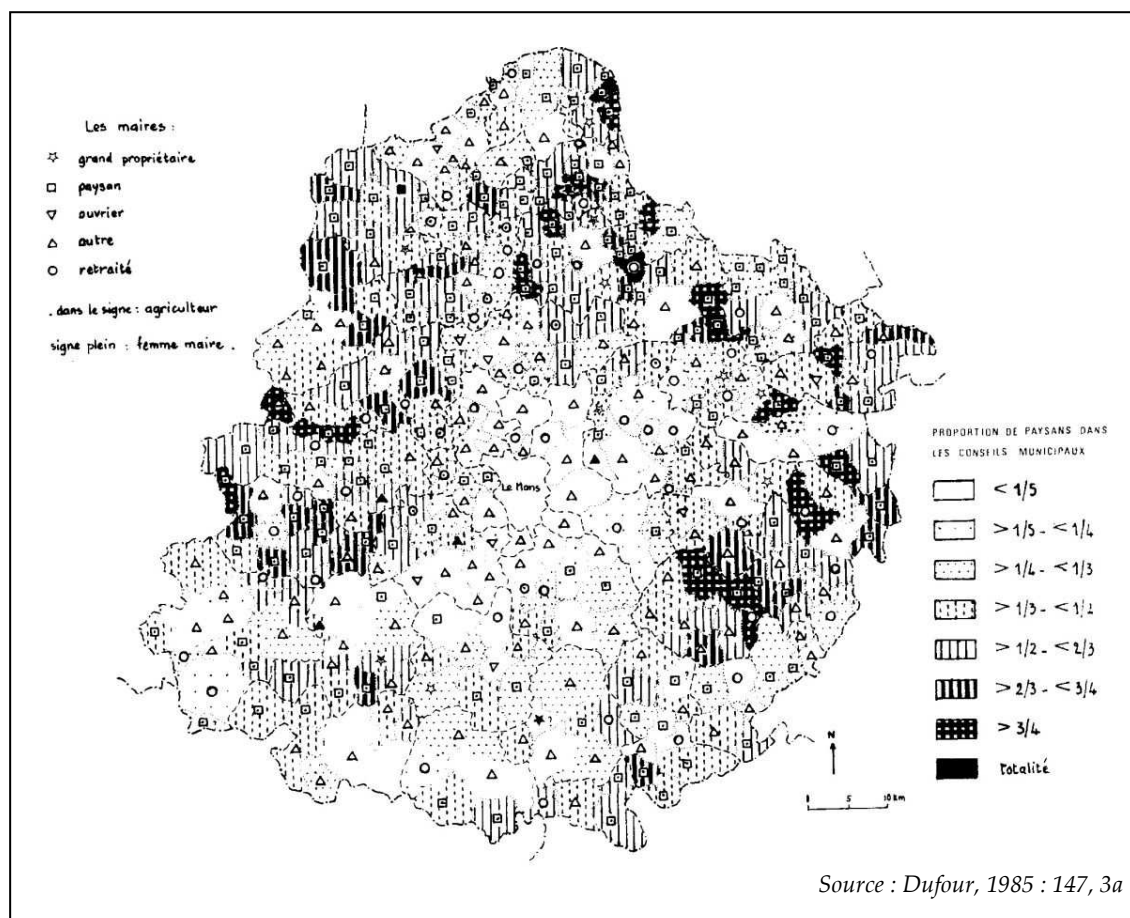 Les maires :
grand propriétaire
paysan
ouvrier
autre
retraité
. dans le signe : agriculteur
signe plein : femme maire .
Le Mans
PROPORTION DE PAYSANS DANS
LES CONSEILS MUNICIPAUX
< 1/5
> 1/5 - < 1/4
> 1/4 - < 1/3
> 1/3 - < 1/2
> 1/2 - < 2/3
> 2/3 - < 3/4
> 3/4
Totalité
N
0 5 10 km
Source : Dufour, 1985 : 147, 3a